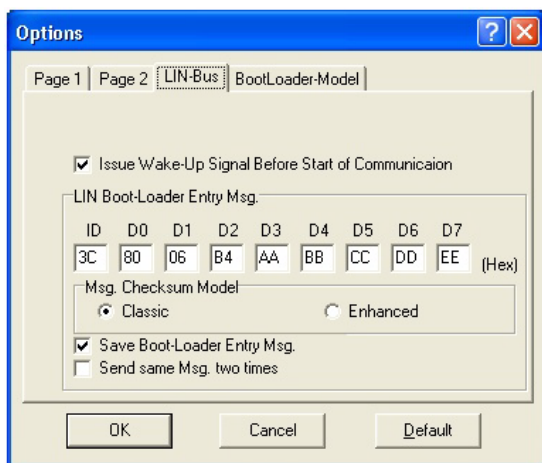 Options
Page 1 Page 2 LIN-Bus BootLoader-Model
Issue Wake-Up Signal Before Start of Communicaion
LIN Boot-Loader Entry Msg.
ID D0 D1 D2 D3 D4 D5 D6 D7
3C 80 06 B4 AA BB CC DD EE (Hex)
Msg. Checksum Model
Classic Enhanced
Save Boot-Loader Entry Msg.
Send same Msg. two times
OK Cancel Default